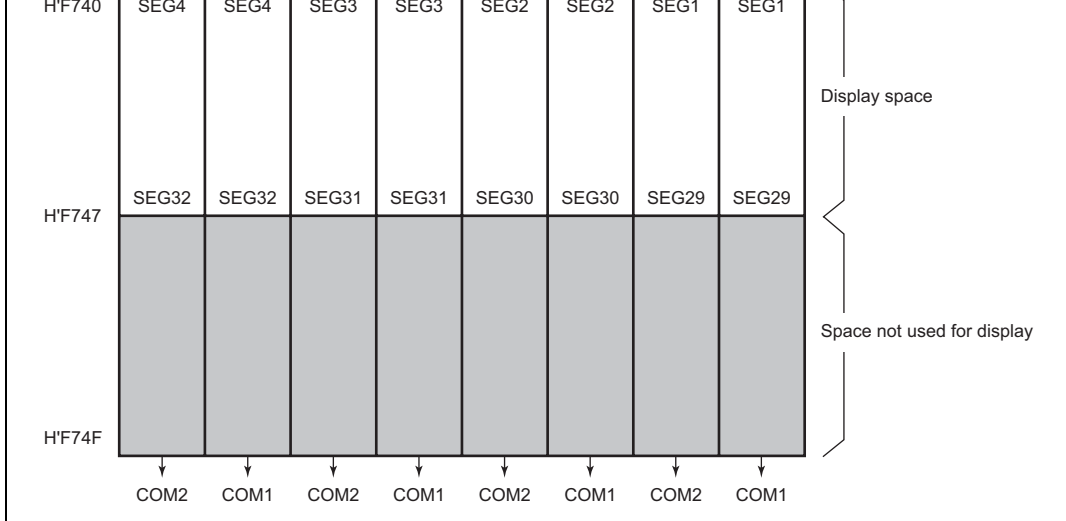 H'F740 SEG4 SEG4 SEG3 SEG3 SEG2 SEG2 SEG1 SEG1
Display space
SEG32 SEG32 SEG31 SEG31 SEG30 SEG30 SEG29 SEG29
H'F747
Space not used for display
H'F74F
COM2 COM1 COM2 COM1 COM2 COM1 COM2 COM1